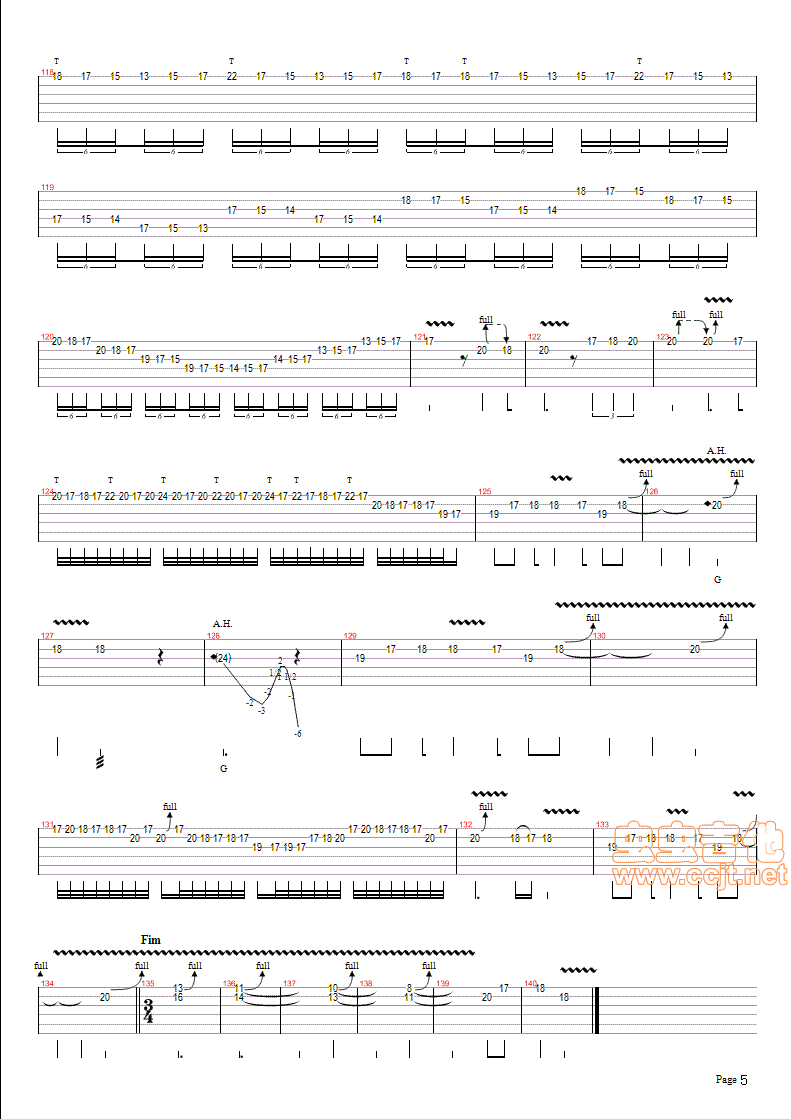 T T T T T
118 18 17 15 13 15 17 22 17 15 13 15 17 18 17 18 17 15 13 15 17 22 17 15 13
6 6 6 6 6 6 6 6
119 18 17 15
18 17 15 18 17 15
17 15 14 17 15 14
17 15 14 17 15 14
17 15 13
6 6 6 6 6 6 6 6
full full full full
120 20 18 17 13 15 17 121 17 122 17 18 20 123 20 20 17
20 18 17 13 15 17 20 18 20
19 17 15 14 15 17
19 17 15 14 15 17
6 6 6 6 6 6 6 6 3
A.H.
T T T T T T full full
124 20 17 18 17 22 17 20 17 24 17 20 17 22 17 20 17 24 17 22 17 18 17 22 17 125 126
20 18 17 18 17 17 18 18 17 18 20
19 17 19 19
G
A.H. full full
127 128 129 130
18 18 17 18 18 17 18 20
(24) 19 19
2
1/2 1 1/2
-2 -2 -1
-3
-6
G
full full
131 17 20 18 17 18 17 17 17 17 20 18 17 18 17 17 132 133
20 20 20 18 17 18 17 17 18 20 20 20 18 17 18 17 18 18 17 18
19 17 19 17 19 19
虫虫吉他
www.ccjt.net
Fim
full full full full full full
134 135 13 136 11 137 10 138 8 139 17 140 18
20 16 14 13 11 20 18
3
4
Page 5